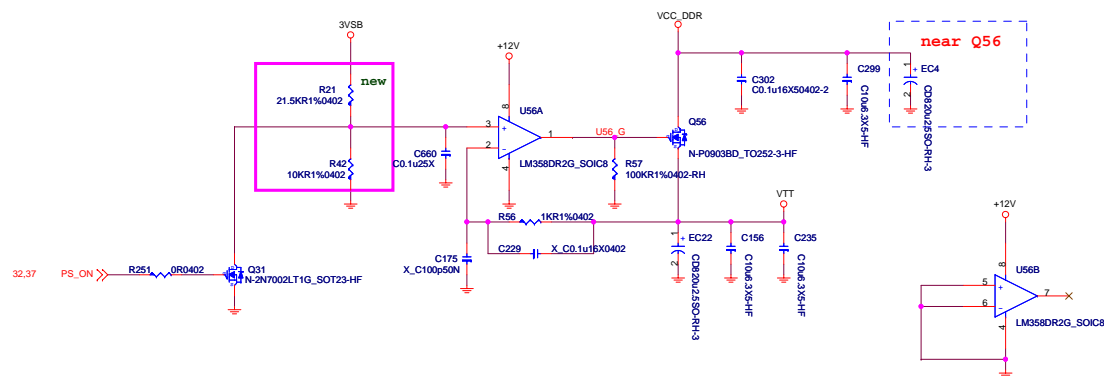 3VSB
new
R21
21.5KR1%0402
R42
10KR1%0402
C660
C0.1u25X
+12V
8
U56A
3
+
2
−
1
4
LM358DR2G_SOIC8
U56_G
R57
100KR1%0402-RH
VCC_DDR
Q56
N-P0903BD_TO252-3-HF
C302
C0.1u16X50402-2
C299
C10u6.3X5-HF
near Q56
1
+
EC4
2
CD820u2.5SO-RH-3
R56
1KR1%0402
C229
X_C0.1u16X0402
C175
X_C100p50N
VTT
1
+
EC22
2
CD820u2.5SO-RH-3
C156
C10u6.3X5-HF
C235
C10u6.3X5-HF
32,37
PS_ON
R251
0R0402
Q31
N-2N7002LT1G_SOT23-HF
+12V
8
U56B
5
+
6
−
7
4
LM358DR2G_SOIC8